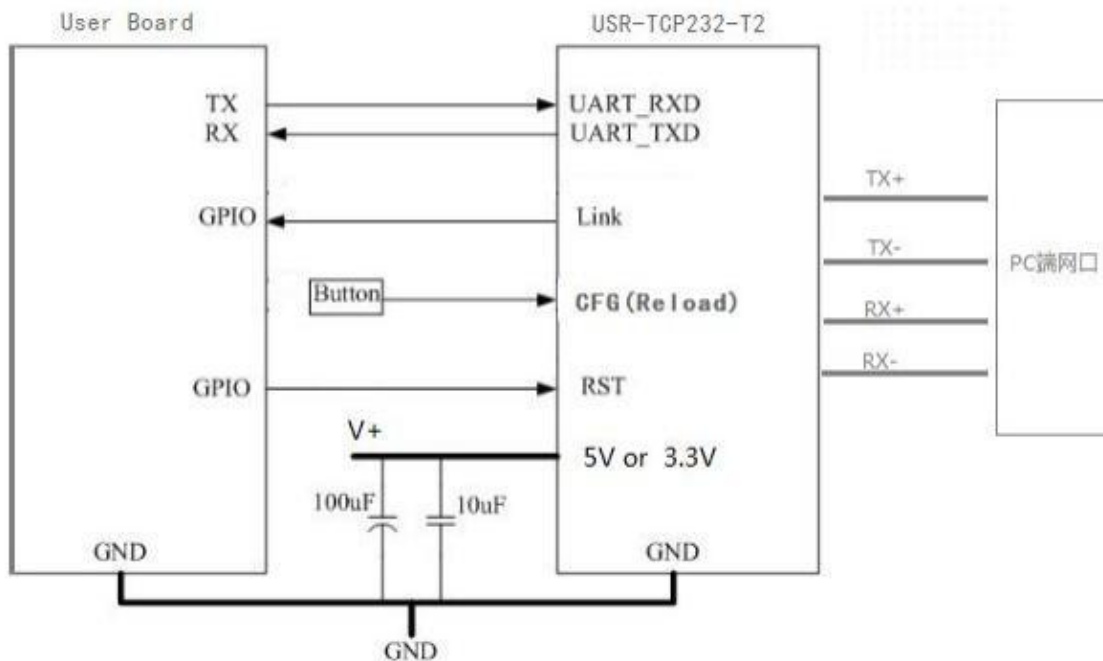 User Board
USR-TCP232-T2
TX
UART_RXD
RX
UART_TXD
GPIO
Link
Button
CFG(Reload)
GPIO
RST
V+
5V or 3.3V
100uF
10uF
GND
GND
GND
TX+
TX-
RX+
RX-
PC端网口